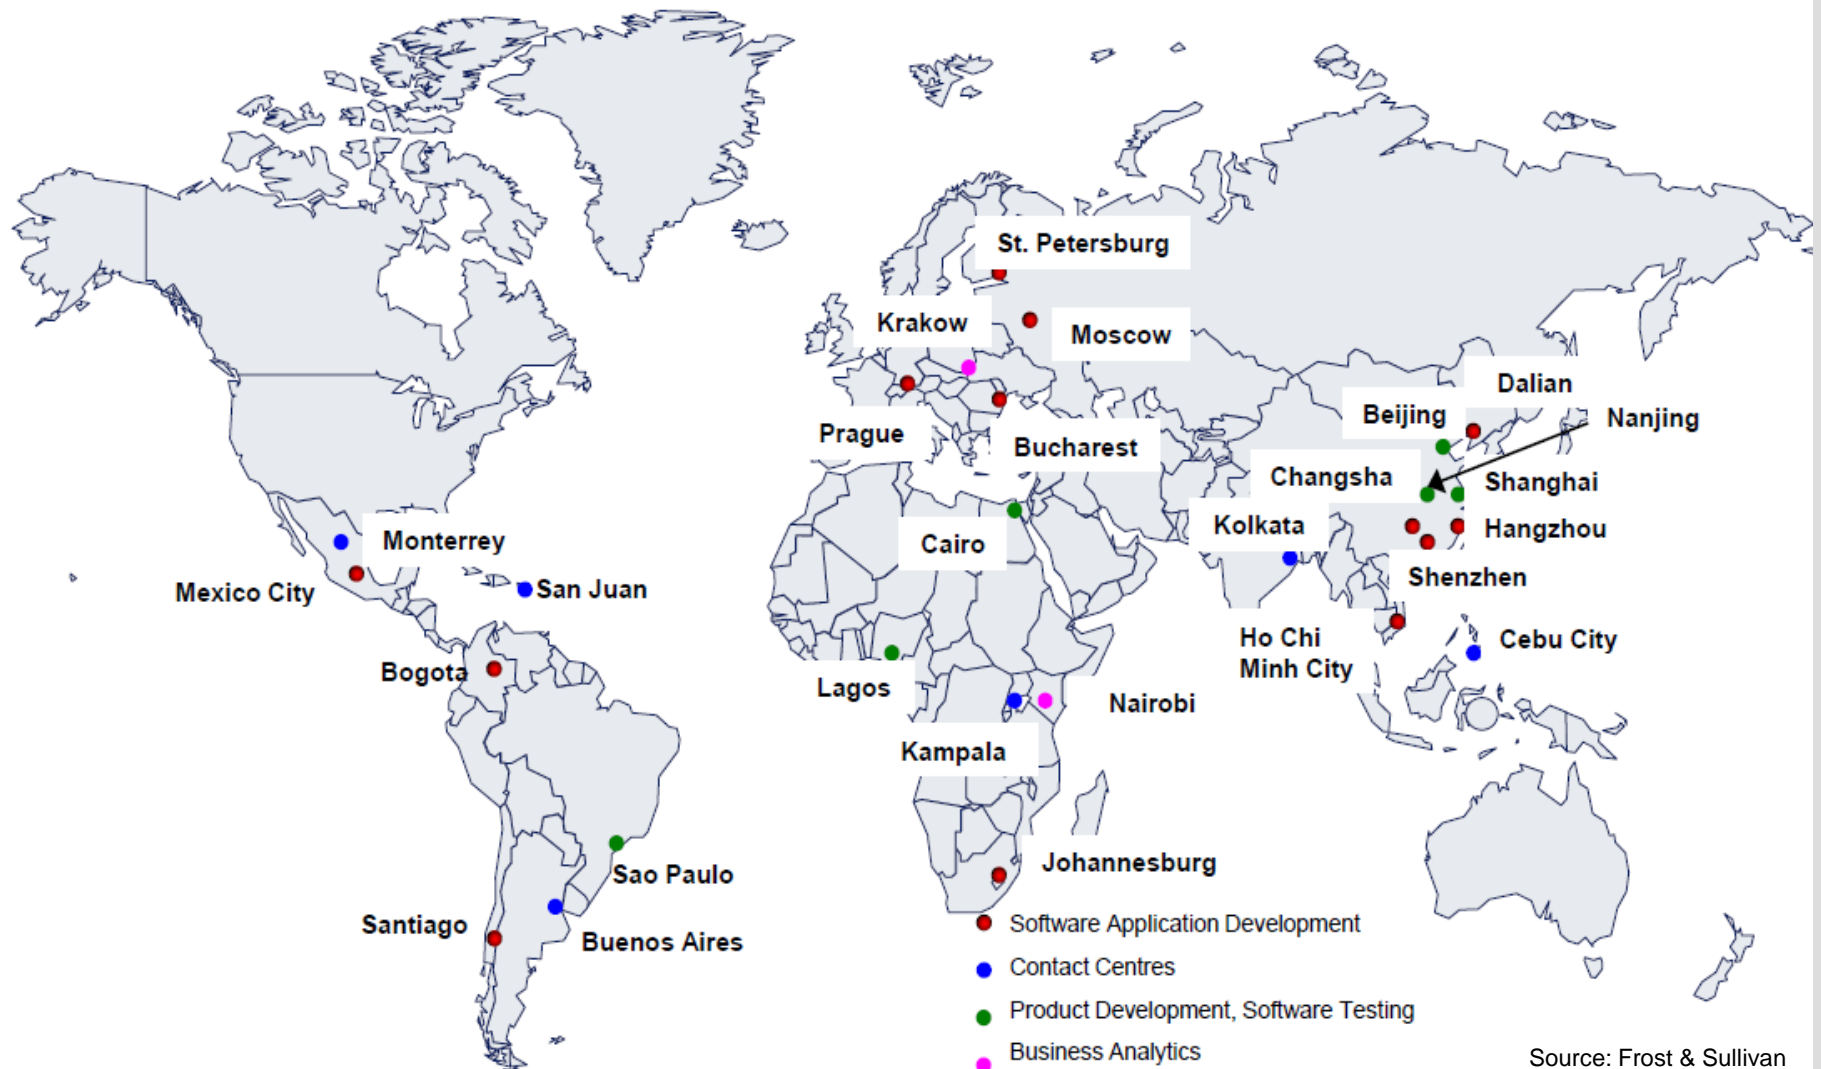 St. Petersburg
Krakow
Moscow
Dalian
Beijing
Nanjing
Prague
Bucharest
Changsha
Shanghai
Kolkata
Hangzhou
Monterrey
Cairo
Mexico City
San Juan
Shenzhen
Ho Chi
Minh City
Cebu City
Bogota
Lagos
Nairobi
Kampala
Johannesburg
Sao Paulo
Santiago
Buenos Aires
Software Application Development
Contact Centres
Product Development, Software Testing
Business Analytics
Source: Frost & Sullivan